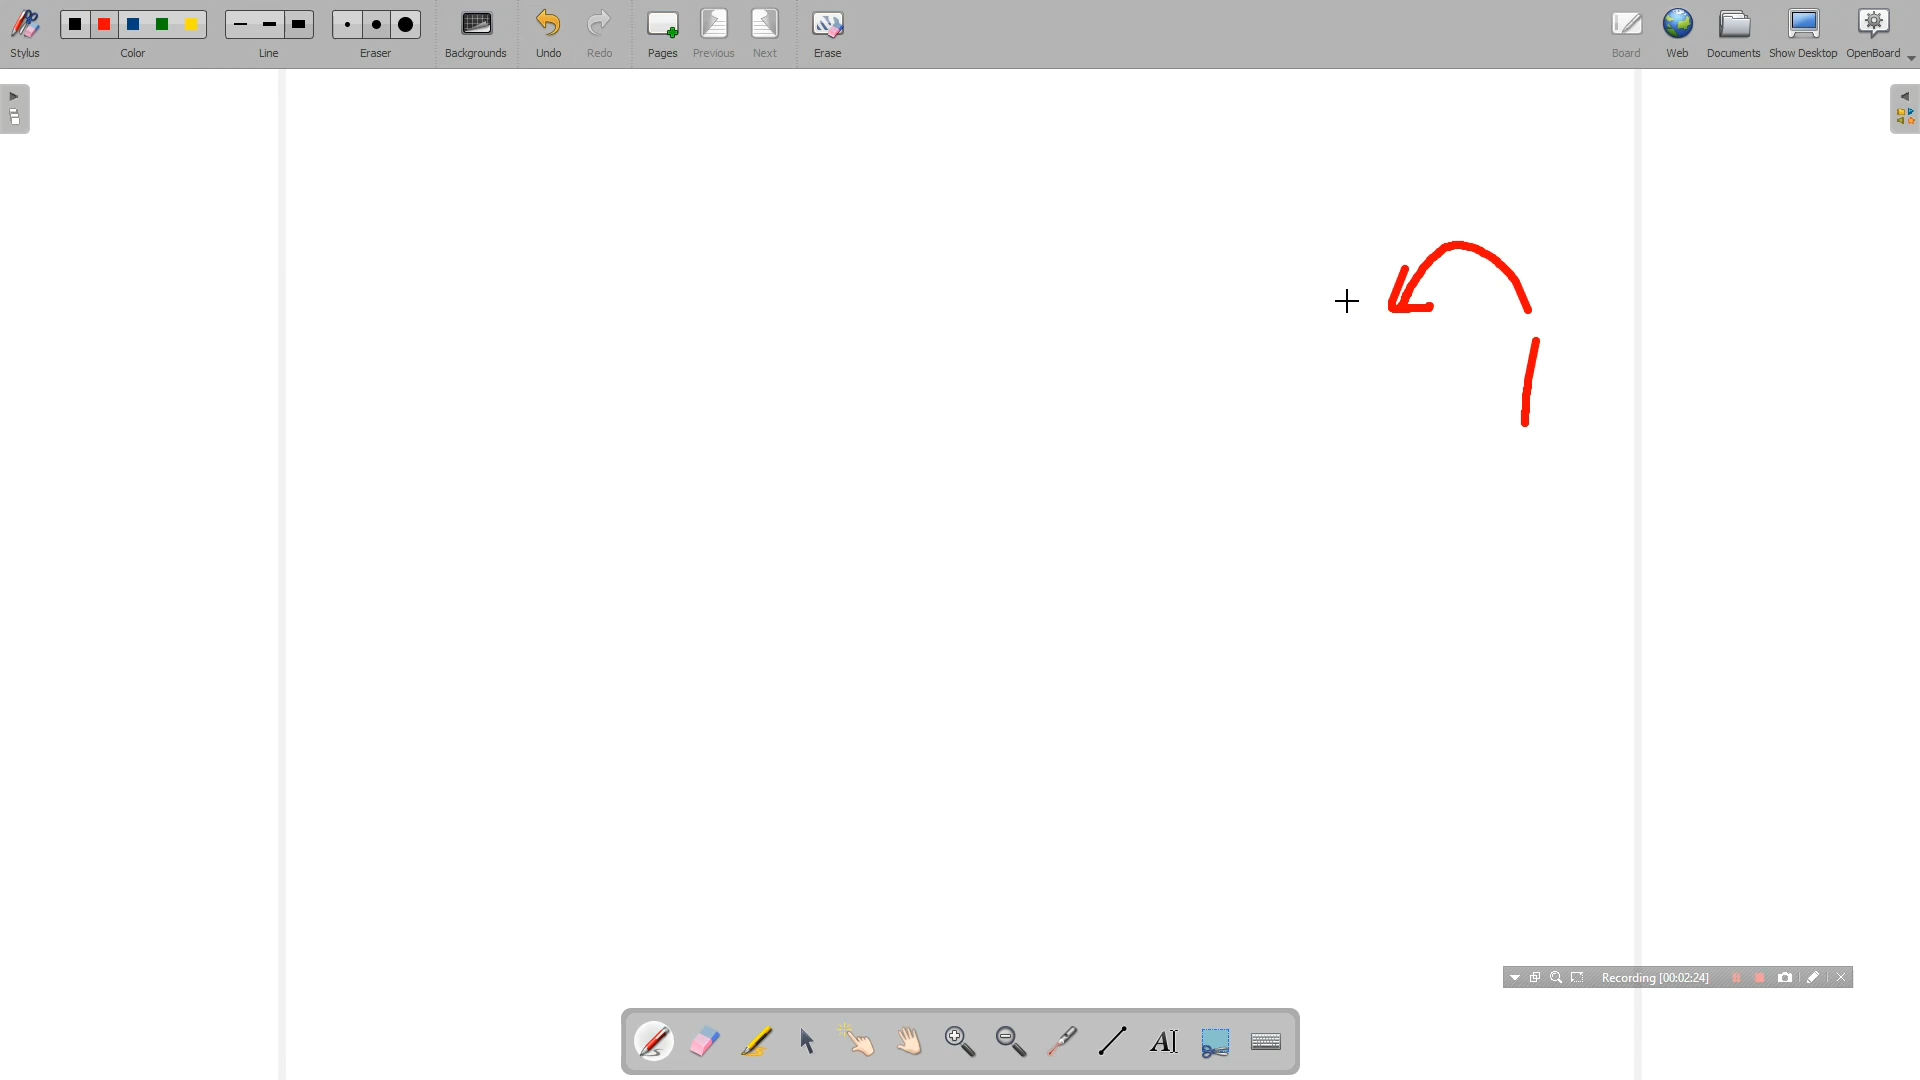 Stylus Color Line Eraser Backgrounds Undo Redo Pages Previous Next Erase Board Web Documents Show Desktop OpenBoard
Recording [00:02:24]
AI